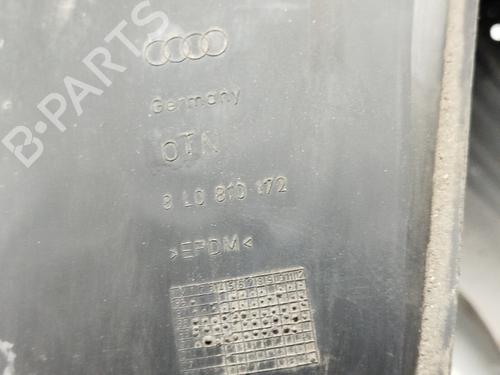 B-PARTS
Germany
OTN
8 L0 810 172
>EPDM<